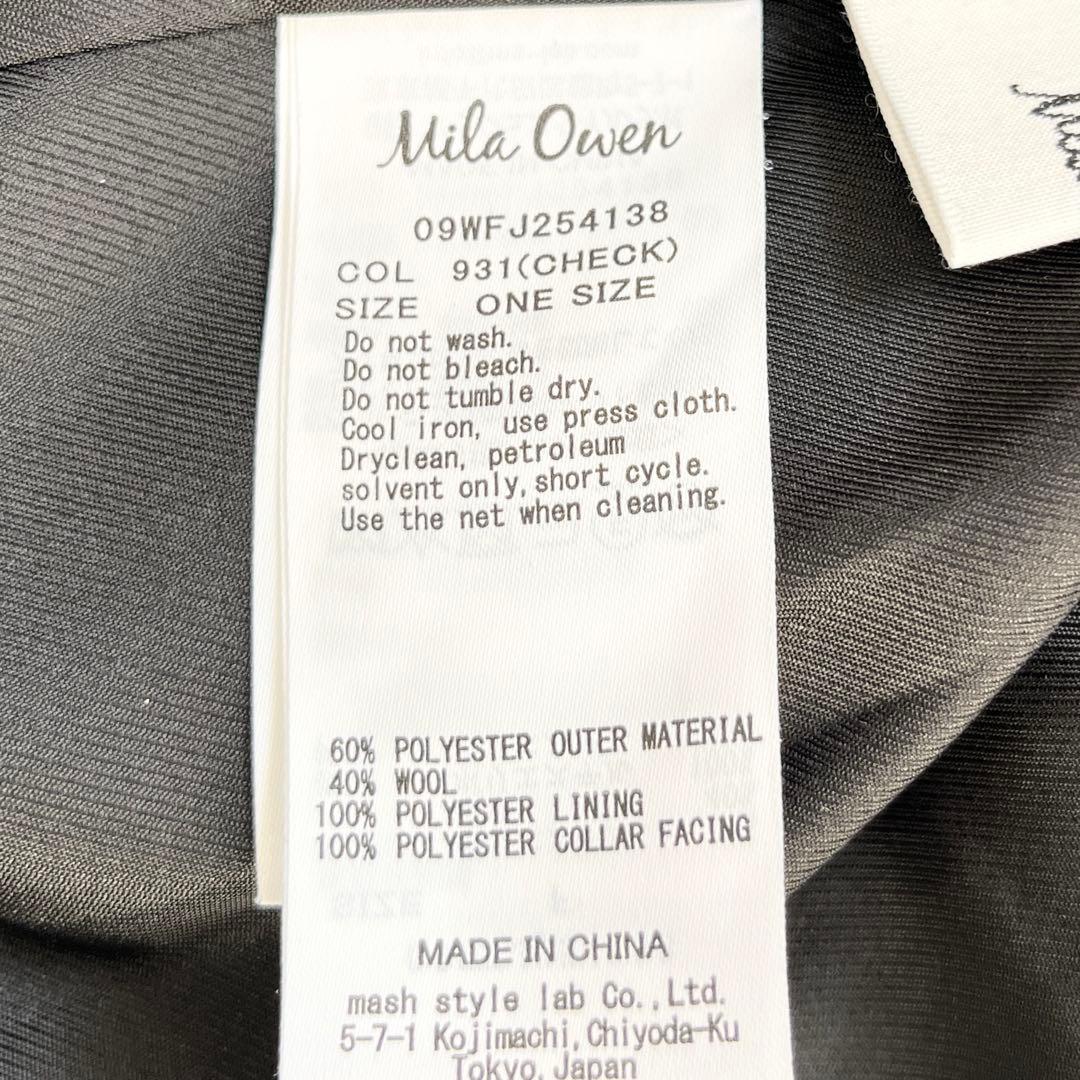 Mila Owen
09WFJ254138
COL 931(CHECK)
SIZE ONE SIZE
Do not wash.
Do not bleach.
Do not tumble dry.
Cool iron, use press cloth.
Dryclean, petroleum
solvent only,short cycle.
Use the net when cleaning.
60% POLYESTER OUTER MATERIAL
40% WOOL
100% POLYESTER LINING
100% POLYESTER COLLAR FACING
MADE IN CHINA
mash style lab Co.,Ltd.
5-7-1 Kojimachi,Chiyoda-Ku
Tokyo,Japan